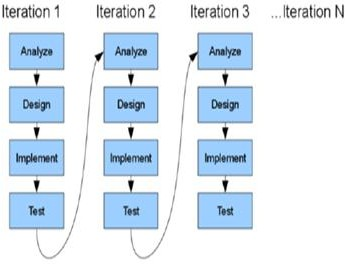 Iteration 1 Iteration 2 Iteration 3 ...Iteration N
Analyze Analyze Analyze
Design Design Design
Implement Implement Implement
Test Test Test